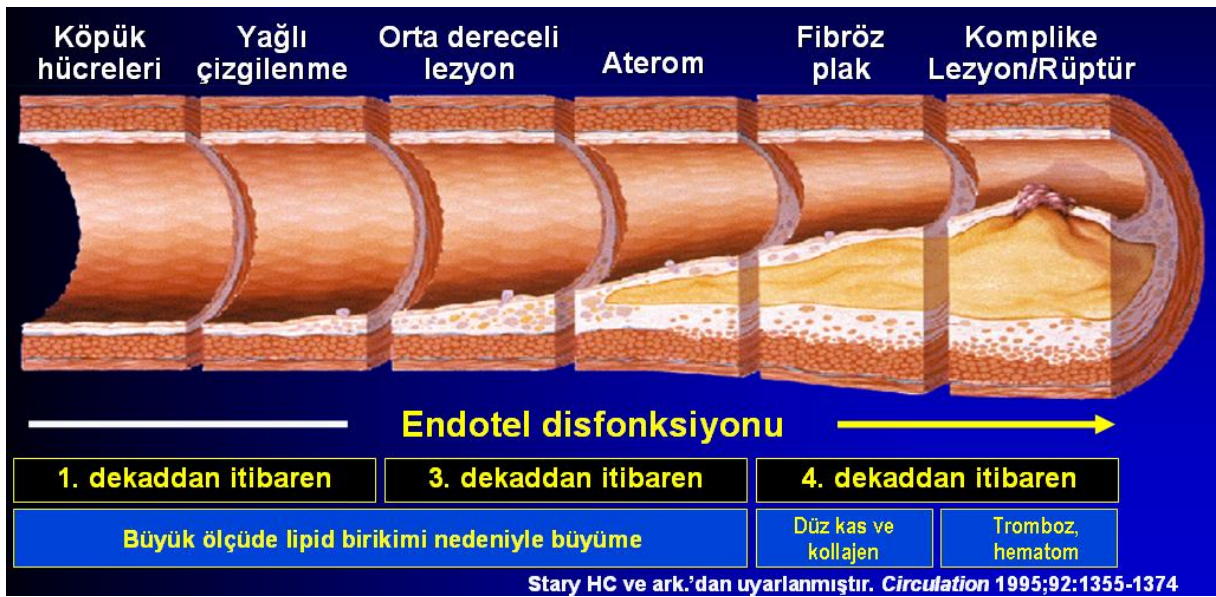 Köpük
hücreleri
Yağlı
çizgilenme
Orta dereceli
lezyon
Aterom
Fibröz
plak
Komplike
Lezyon/Rüptür
Endotel disfonksiyonu
1. dekaddan itibaren
3. dekaddan itibaren
4. dekaddan itibaren
Büyük ölçüde lipid birikimi nedeniyle büyüme
Düz kas ve
kollajen
Tromboz,
hematom
Stary HC ve ark.'dan uyarlanmıştır. Circulation 1995;92:1355-1374